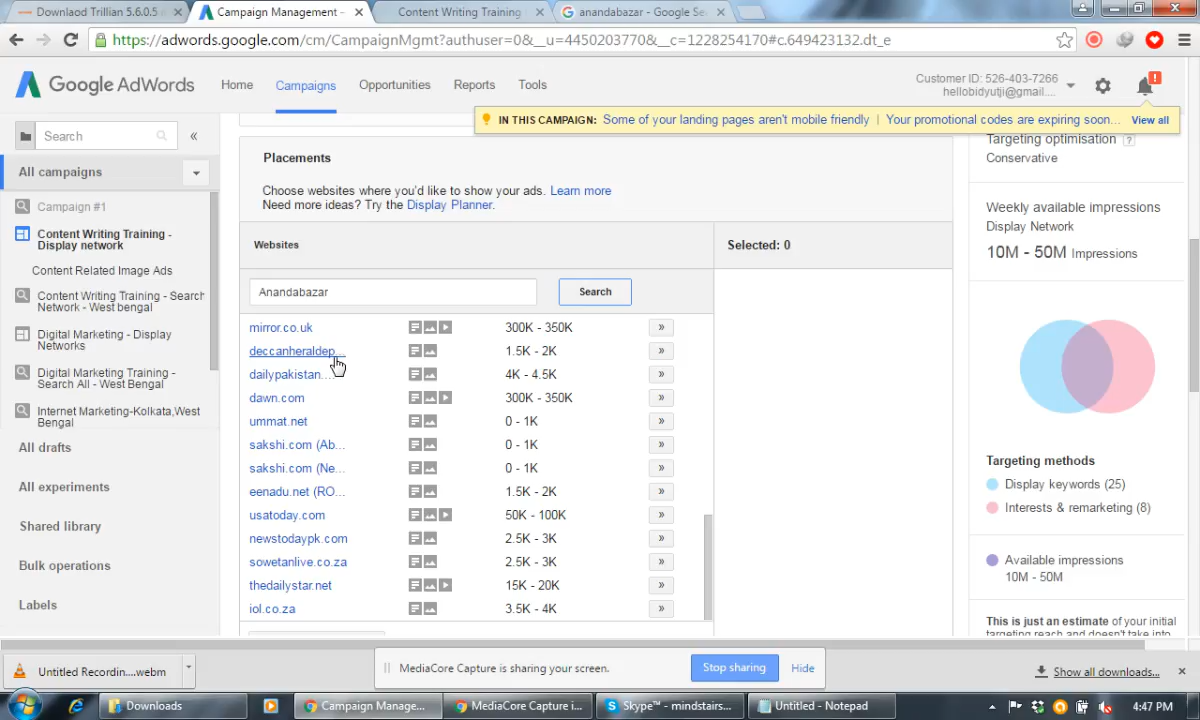 Downlaod Trillian 5.6.0.5
Campaign Management -
Content Writing Training
anandabazar - Google Se
https://adwords.google.com/cm/CampaignMgmt?authuser=0&__u=4450203770&__c=1228254170#c.649423132.dt_e
Google AdWords
Home
Campaigns
Opportunities
Reports
Tools
Customer ID: 526-403-7266
hellobidyutji@gmail....
!
IN THIS CAMPAIGN: Some of your landing pages aren't mobile friendly | Your promotional codes are expiring soon... View all
Search
«
All campaigns
Campaign #1
Content Writing Training -
Display network
Content Related Image Ads
Content Writing Training - Search
Network - West bengal
Digital Marketing - Display
Networks
Digital Marketing Training -
Search All - West Bengal
Internet Marketing-Kolkata,West
Bengal
All drafts
All experiments
Shared library
Bulk operations
Labels
Placements
Choose websites where you'd like to show your ads. Learn more
Need more ideas? Try the Display Planner.
Websites
Selected: 0
Anandabazar
Search
mirror.co.uk 300K - 350K »
deccanheraldep... 1.5K - 2K »
dailypakistan.... 4K - 4.5K »
dawn.com 300K - 350K »
ummat.net 0 - 1K »
sakshi.com (Ab... 0 - 1K »
sakshi.com (Ne... 0 - 1K »
eenadu.net (RO... 1.5K - 2K »
usatoday.com 50K - 100K »
newstodaypk.com 2.5K - 3K »
sowetanlive.co.za 2.5K - 3K »
thedailystar.net 15K - 20K »
iol.co.za 3.5K - 4K »
Targeting optimisation ?
Conservative
Weekly available impressions
Display Network
10M - 50M Impressions
Targeting methods
Display keywords (25)
Interests & remarketing (8)
Available impressions
10M - 50M
This is just an estimate of your initial
targeting reach and doesn't take into
Untitled Recordin....webm
MediaCore Capture is sharing your screen.
Stop sharing
Hide
Show all downloads...
Downloads
Campaign Manage...
MediaCore Capture i...
Skype™ - mindstairs...
Untitled - Notepad
4:47 PM